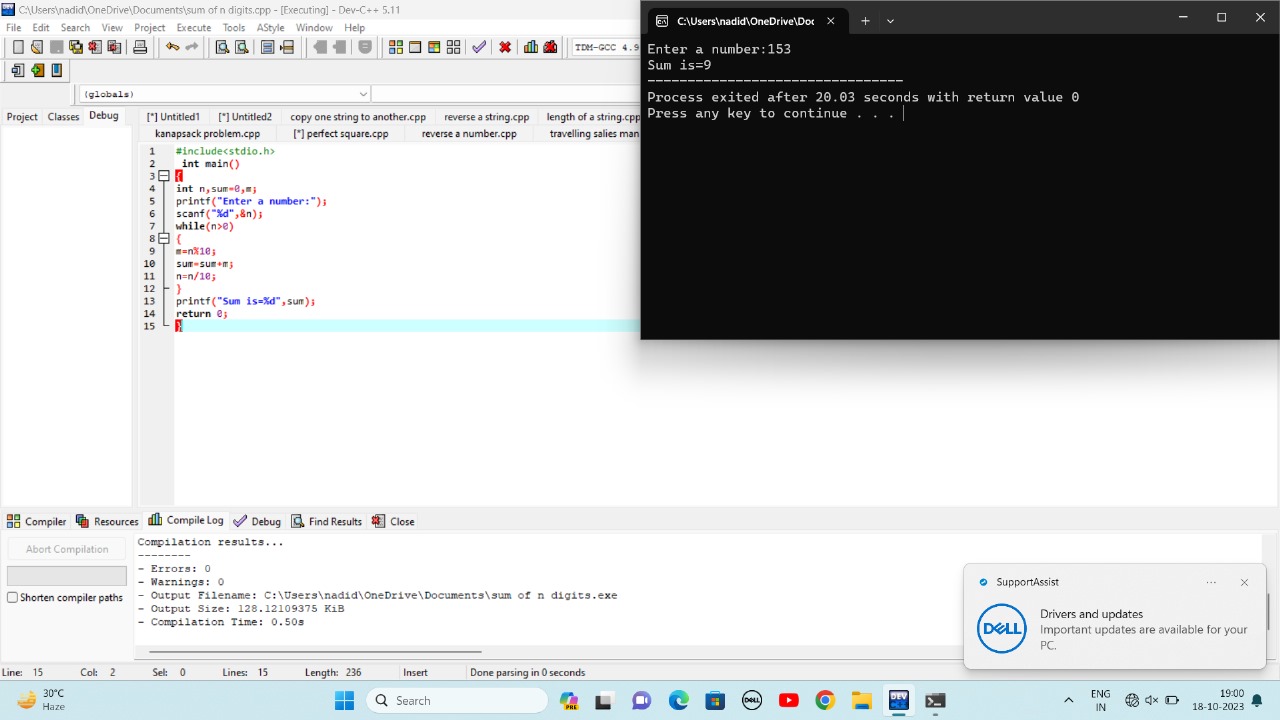 C:\Users\nadid\OneDrive\Documents\sum of n digits.cpp - [Executing] - Dev-C++ 5.11
File Edit Search View Project Execute Tools AStyle Window Help
TDM-GCC 4.9
(globals)
Project Classes Debug
[*] Untitled1 [*] Untitled2 copy one string to another.cpp reverse a string.cpp length of a string.cpp
kanapsack problem.cpp [*] perfect square.cpp reverse a number.cpp travelling salies man
1 #include<stdio.h>
2 int main()
3 {
4 int n,sum=0,m;
5 printf("Enter a number:");
6 scanf("%d",&n);
7 while(n>0)
8 {
9 m=n%10;
10 sum=sum+m;
11 n=n/10;
12 }
13 printf("Sum is=%d",sum);
14 return 0;
15 }
C:\Users\nadid\OneDrive\Doc
Enter a number:153
Sum is=9
--------------------------------
Process exited after 20.03 seconds with return value 0
Press any key to continue . . .
Compiler Resources Compile Log Debug Find Results Close
Abort Compilation
Shorten compiler paths
Compilation results...
--------
- Errors: 0
- Warnings: 0
- Output Filename: C:\Users\nadid\OneDrive\Documents\sum of n digits.exe
- Output Size: 128.12109375 KiB
- Compilation Time: 0.50s
SupportAssist
DELL
Drivers and updates
Important updates are available for your
PC.
Line: 15 Col: 2 Sel: 0 Lines: 15 Length: 236 Insert Done parsing in 0 seconds
30°C
Haze
Search
PRE
DELL
DEV
ENG
IN
19:00
18-10-2023